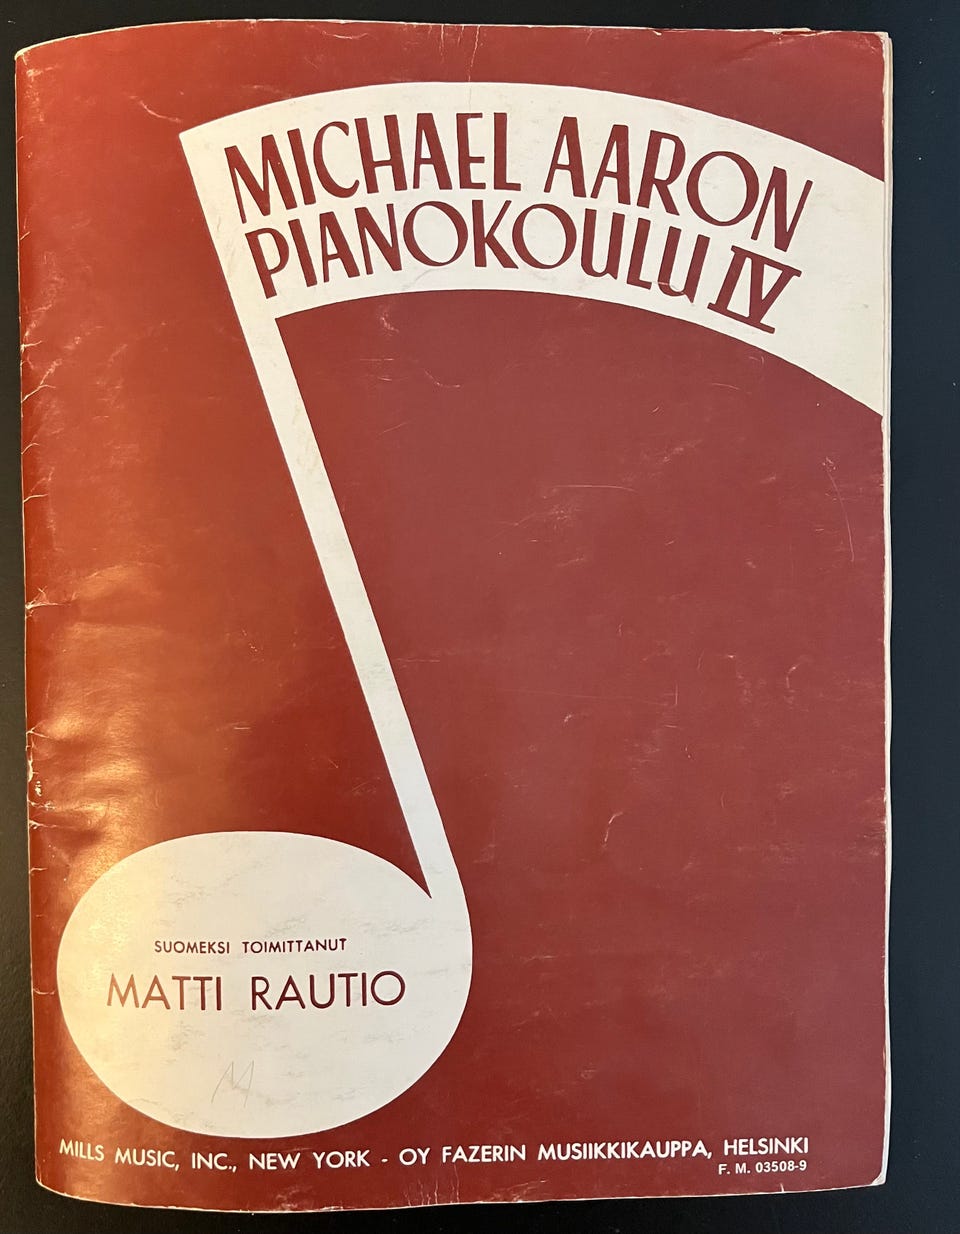 MICHAEL AARON
PIANOKOULU IV
SUOMEKSI TOIMITTANUT
MATTI RAUTIO
M
MILLS MUSIC, INC., NEW YORK - OY FAZERIN MUSIIKKIKAUPPA, HELSINKI
F. M. 03508-9